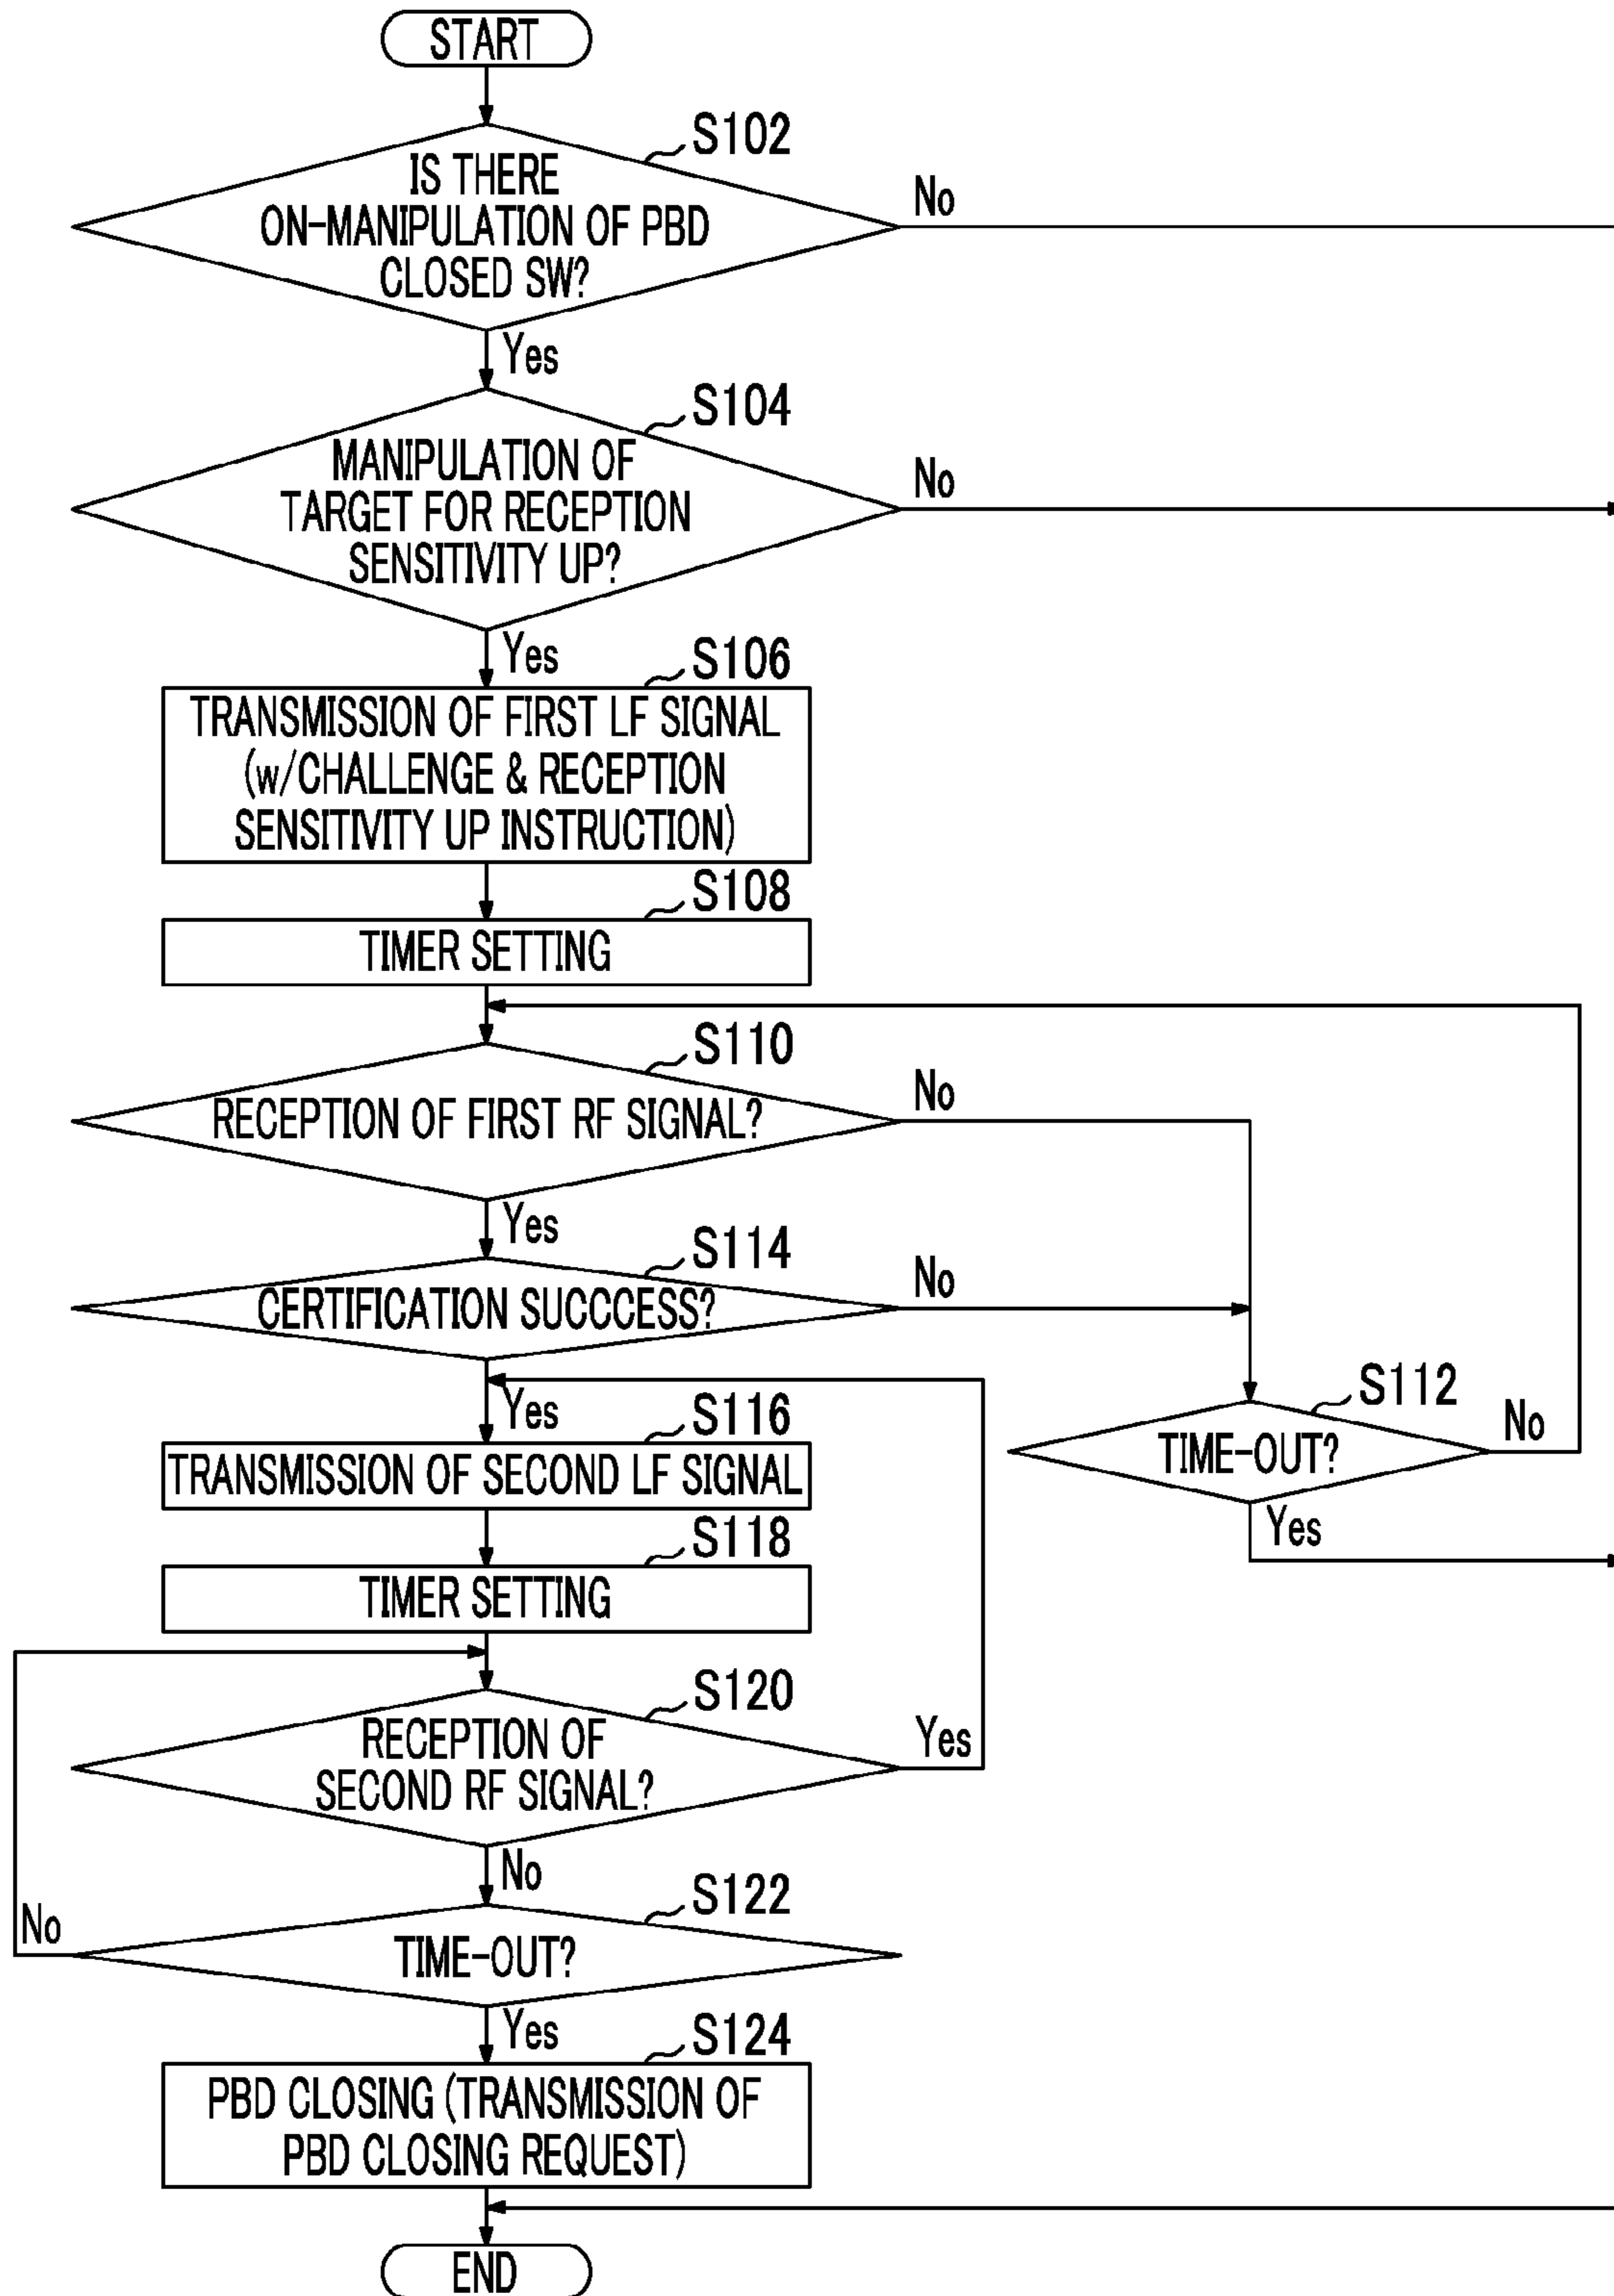 START
S102
IS THERE
ON-MANIPULATION OF PBD
CLOSED SW?
No
Yes
S104
MANIPULATION OF
TARGET FOR RECEPTION
SENSITIVITY UP?
No
Yes
S106
TRANSMISSION OF FIRST LF SIGNAL
(w/CHALLENGE & RECEPTION
SENSITIVITY UP INSTRUCTION)
S108
TIMER SETTING
S110
RECEPTION OF FIRST RF SIGNAL?
No
Yes
S114
CERTIFICATION SUCCCESS?
No
Yes
S112
TIME-OUT?
No
Yes
S116
TRANSMISSION OF SECOND LF SIGNAL
S118
TIMER SETTING
S120
RECEPTION OF
SECOND RF SIGNAL?
Yes
No
S122
TIME-OUT?
No
Yes
S124
PBD CLOSING (TRANSMISSION OF
PBD CLOSING REQUEST)
END